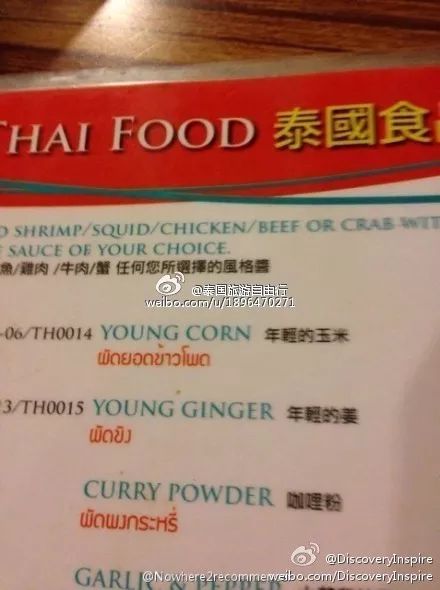 THAI FOOD 泰國食
SHRIMP/SQUID/CHICKEN/BEEF OR CRAB WIT
SAUCE OF YOUR CHOICE.
魚/雞肉 /牛肉/蟹 任何您所選擇的風格醬
@泰国旅游自由行
weibo.com/u/1896470271
-06/TH0014 YOUNG CORN 年輕的玉米
ผัดยอดข้าวโพด
3/TH0015 YOUNG GINGER 年輕的姜
ผัดขิง
CURRY POWDER 咖哩粉
ผัดผงกระหรี่
@DiscoveryInspire
GARLIC & PEPPER
@Nowhere2recommend
weibo.com/DiscoveryInspire